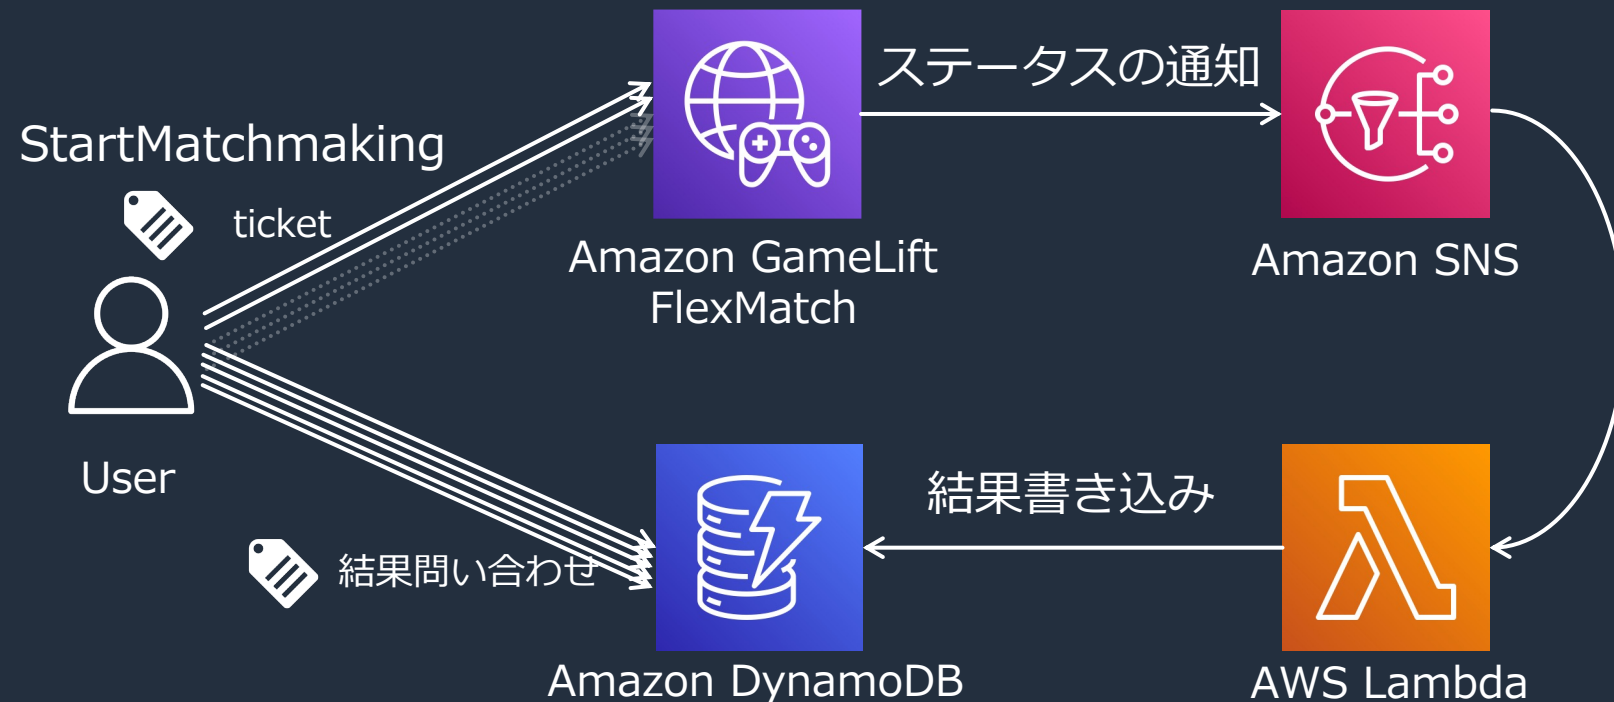 ステータスの通知
StartMatchmaking
ticket
Amazon GameLift
FlexMatch
Amazon SNS
User
結果書き込み
結果問い合わせ
Amazon DynamoDB
AWS Lambda